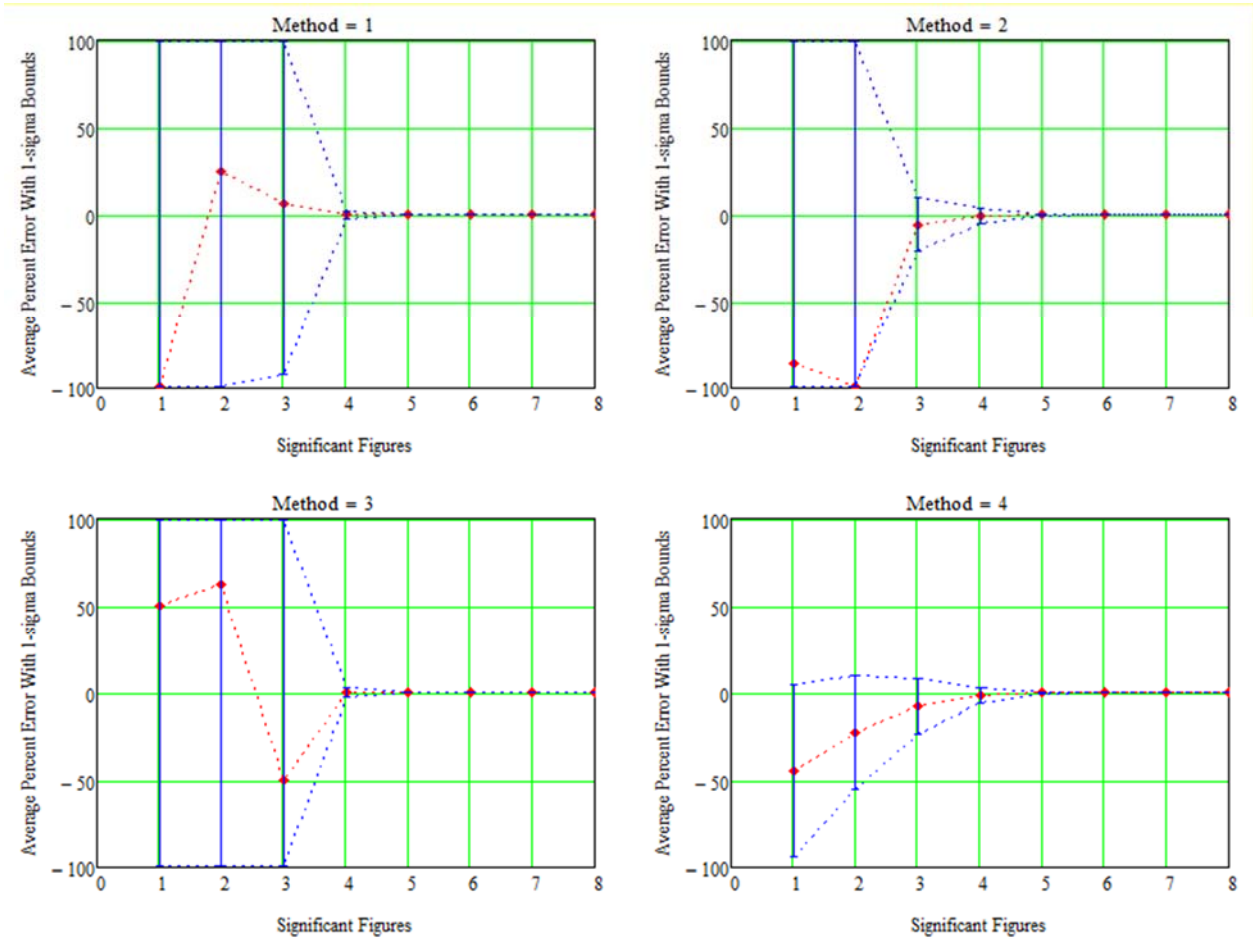 Method = 1
Average Percent Error With 1-sigma Bounds
100
50
0
− 50
− 100
0 1 2 3 4 5 6 7 8
Significant Figures
Method = 2
Average Percent Error With 1-sigma Bounds
100
50
0
− 50
− 100
0 1 2 3 4 5 6 7 8
Significant Figures
Method = 3
Average Percent Error With 1-sigma Bounds
100
50
0
− 50
− 100
0 1 2 3 4 5 6 7 8
Significant Figures
Method = 4
Average Percent Error With 1-sigma Bounds
100
50
0
− 50
− 100
0 1 2 3 4 5 6 7 8
Significant Figures